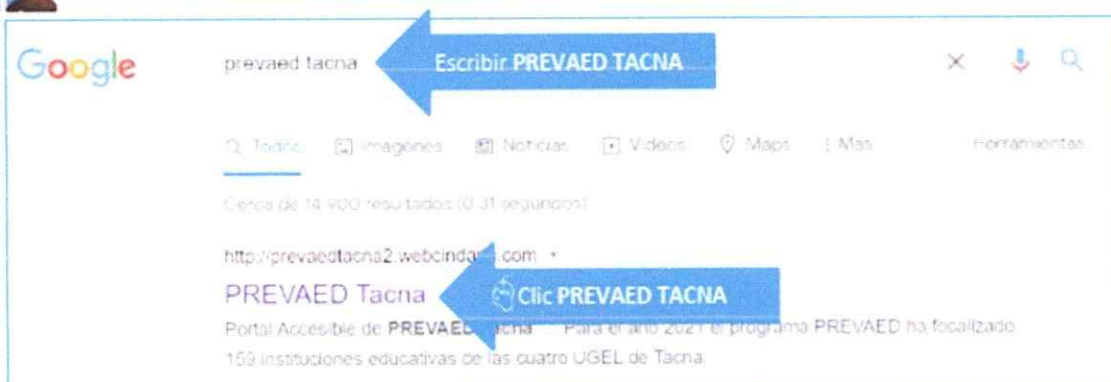 Google prevaed tacna Escribir PREVAED TACNA
Todos Imágenes Noticias Videos Maps Más Herramientas
Cerca de 14 900 resultados (0.31 segundos)
http://prevaedtacna2.webcind .com
PREVAED Tacna Clic PREVAED TACNA
Portal Accesible de PREVAED Tacna Para el año 2021 el programa PREVAED ha focalizado
159 instituciones educativas de las cuatro UGEL de Tacna.